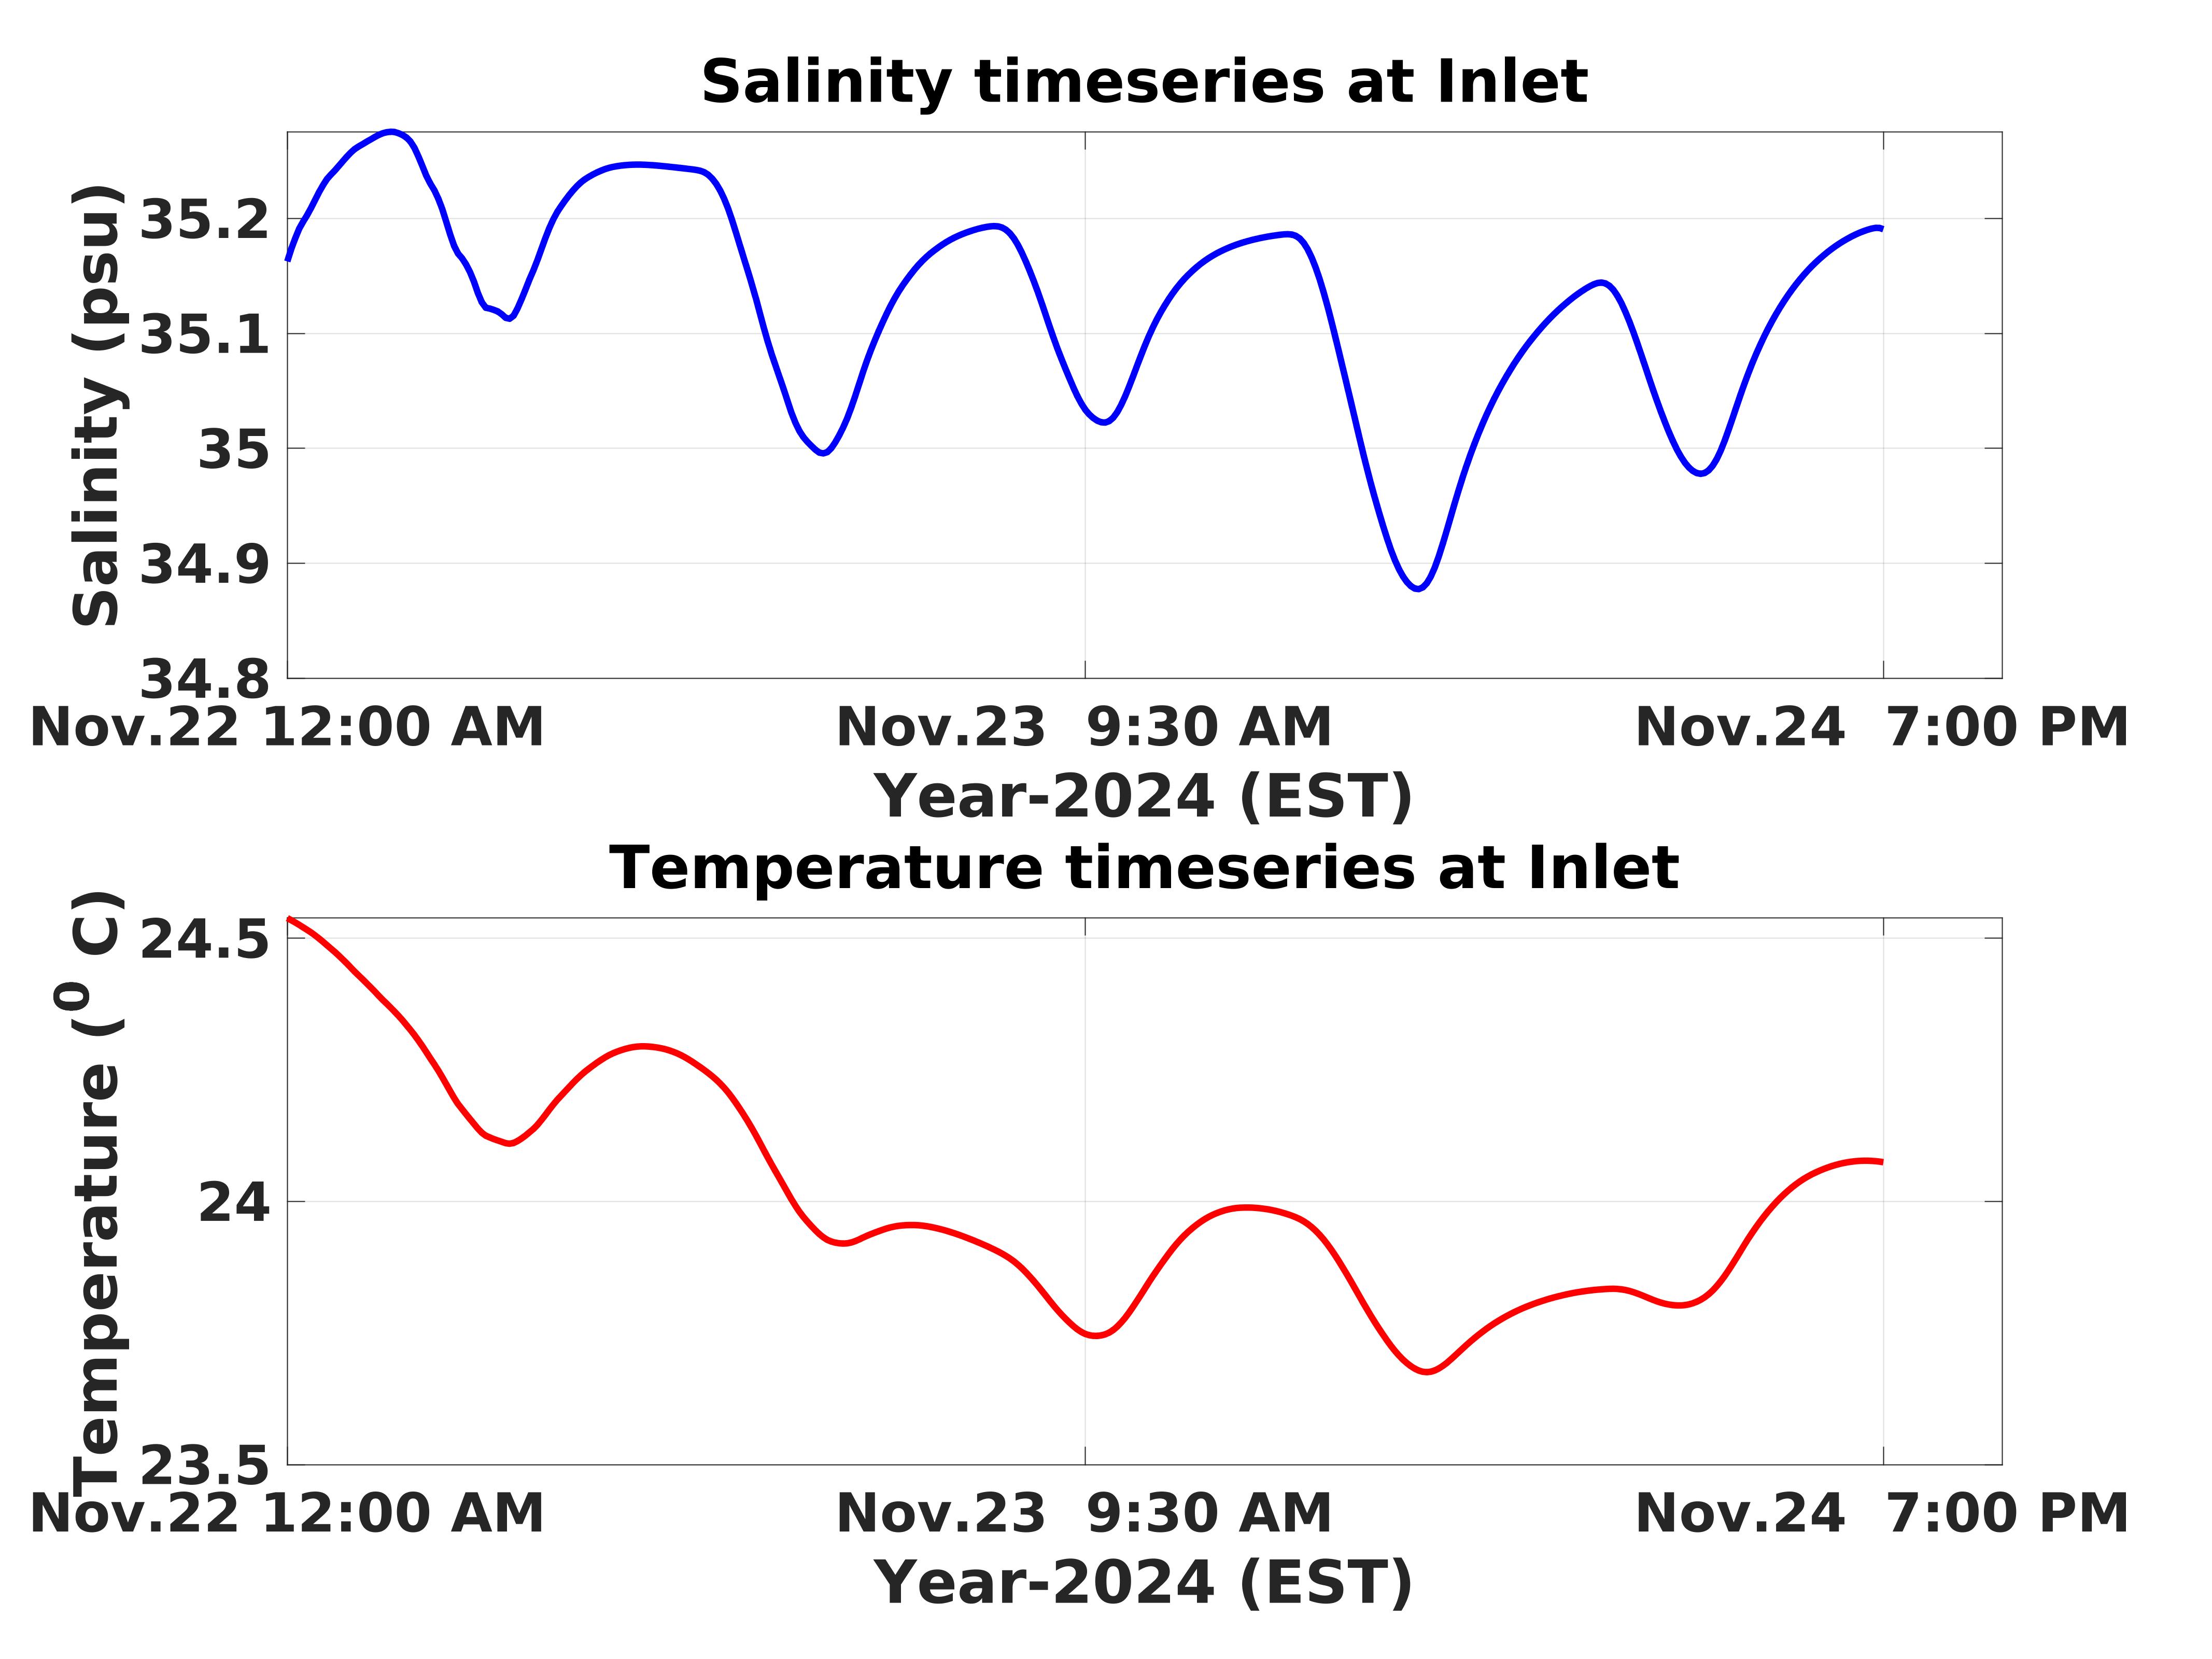 Salinity timeseries at Inlet
Salinity (psu)
35.2
35.1
35
34.9
34.8
Nov.22 12:00 AM Nov.23  9:30 AM Nov.24  7:00 PM
Year-2024 (EST)
Temperature timeseries at Inlet
Temperature (⁰ C)
24.5
24
23.5
Nov.22 12:00 AM Nov.23  9:30 AM Nov.24  7:00 PM
Year-2024 (EST)